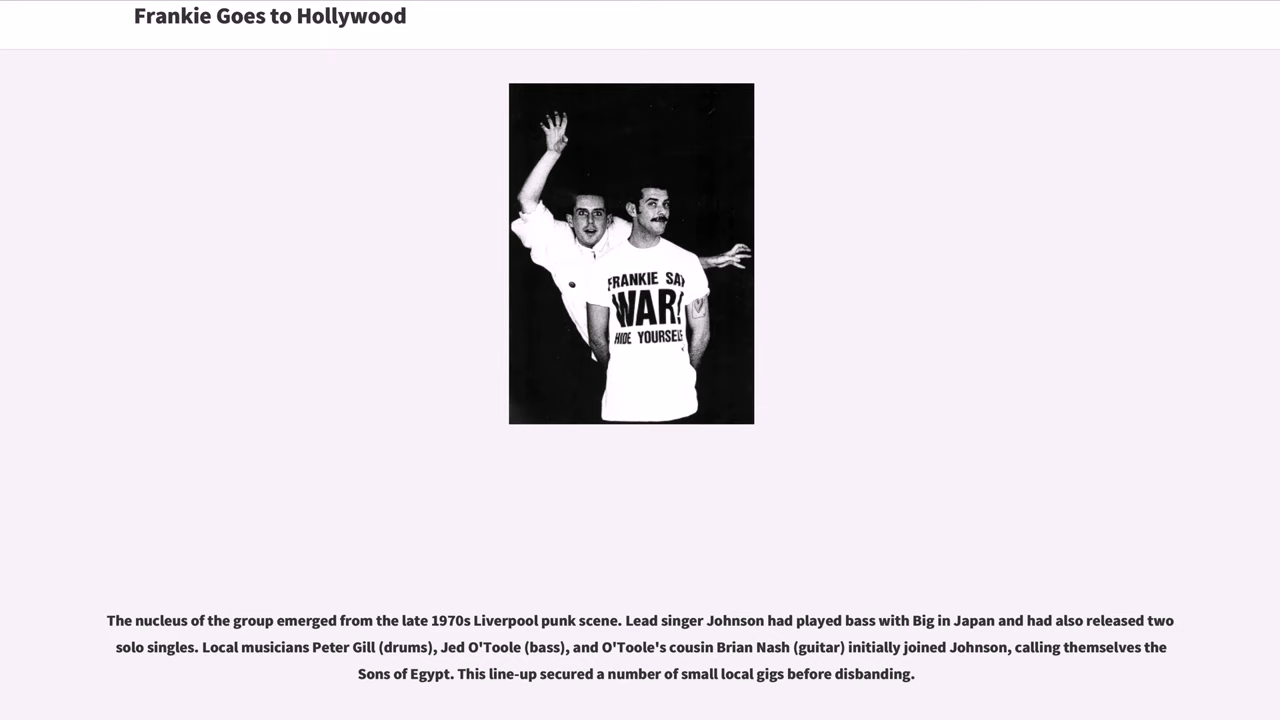 Frankie Goes to Hollywood
FRANKIE SAY
WAR!
HIDE YOURSELF
The nucleus of the group emerged from the late 1970s Liverpool punk scene. Lead singer Johnson had played bass with Big in Japan and had also released two
solo singles. Local musicians Peter Gill (drums), Jed O'Toole (bass), and O'Toole's cousin Brian Nash (guitar) initially joined Johnson, calling themselves the
Sons of Egypt. This line-up secured a number of small local gigs before disbanding.